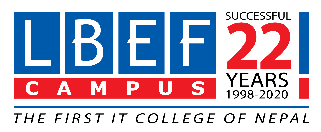 LBEF
CAMPUS
SUCCESSFUL
22
YEARS
1998-2020
THE FIRST IT COLLEGE OF NEPAL